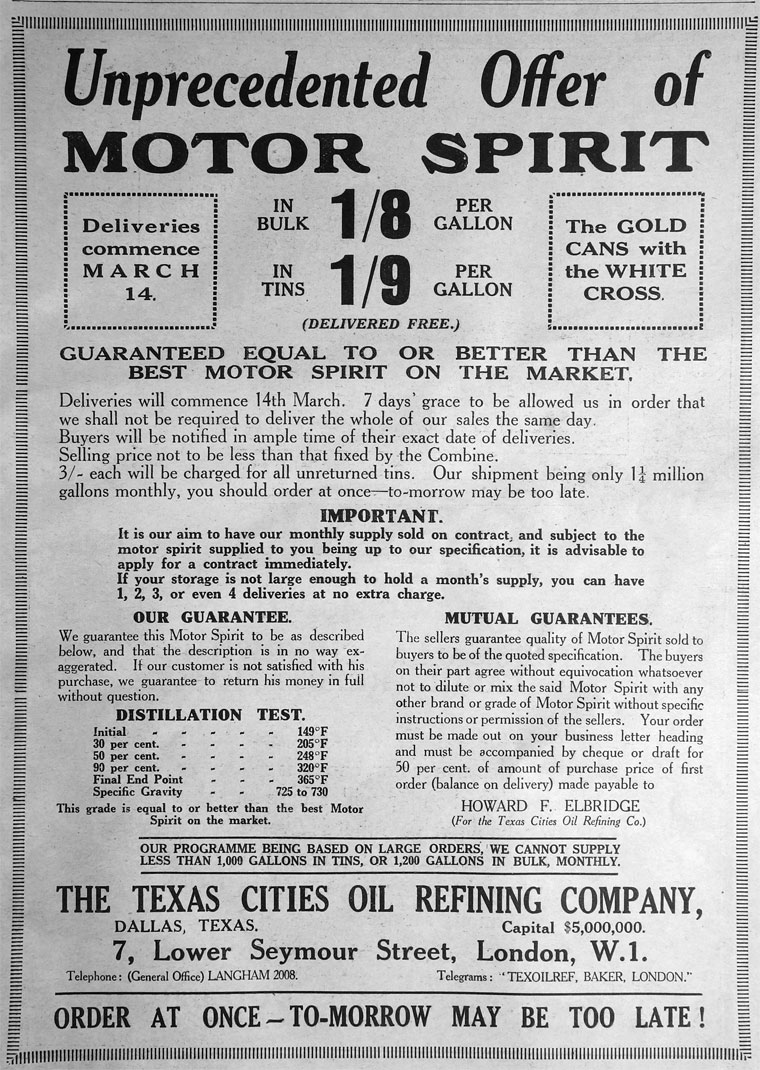 Unprecedented Offer of
MOTOR SPIRIT
Deliveries
commence
MARCH
14.
IN BULK 1/8 PER GALLON
IN TINS 1/9 PER GALLON
(DELIVERED FREE.)
The GOLD
CANS with
the WHITE
CROSS.
GUARANTEED EQUAL TO OR BETTER THAN THE
BEST MOTOR SPIRIT ON THE MARKET.
Deliveries will commence 14th March. 7 days' grace to be allowed us in order that
we shall not be required to deliver the whole of our sales the same day.
Buyers will be notified in ample time of their exact date of deliveries.
Selling price not to be less than that fixed by the Combine.
3/- each will be charged for all unreturned tins. Our shipment being only 1¼ million
gallons monthly, you should order at once—to-morrow may be too late.
IMPORTANT.
It is our aim to have our monthly supply sold on contract, and subject to the
motor spirit supplied to you being up to our specification, it is advisable to
apply for a contract immediately.
If your storage is not large enough to hold a month's supply, you can have
1, 2, 3, or even 4 deliveries at no extra charge.
OUR GUARANTEE.
We guarantee this Motor Spirit to be as described
below, and that the description is in no way ex-
aggerated. If our customer is not satisfied with his
purchase, we guarantee to return his money in full
without question.
DISTILLATION TEST.
Initial - - - - - 149°F
30 per cent. - - - - 205°F
50 per cent. - - - - 248°F
90 per cent. - - - - 320°F
Final End Point - - - 365°F
Specific Gravity - - 725 to 730
This grade is equal to or better than the best Motor
Spirit on the market.
MUTUAL GUARANTEES.
The sellers guarantee quality of Motor Spirit sold to
buyers to be of the quoted specification. The buyers
on their part agree without equivocation whatsoever
not to dilute or mix the said Motor Spirit with any
other brand or grade of Motor Spirit without specific
instructions or permission of the sellers. Your order
must be made out on your business letter heading
and must be accompanied by cheque or draft for
50 per cent. of amount of purchase price of first
order (balance on delivery) made payable to
HOWARD F. ELBRIDGE
(For the Texas Cities Oil Refining Co.)
OUR PROGRAMME BEING BASED ON LARGE ORDERS, WE CANNOT SUPPLY
LESS THAN 1,000 GALLONS IN TINS, OR 1,200 GALLONS IN BULK, MONTHLY.
THE TEXAS CITIES OIL REFINING COMPANY,
DALLAS, TEXAS. Capital $5,000,000.
7, Lower Seymour Street, London, W.1.
Telephone: (General Office) LANGHAM 2008. Telegrams: "TEXOILREF, BAKER, LONDON."
ORDER AT ONCE – TO-MORROW MAY BE TOO LATE!